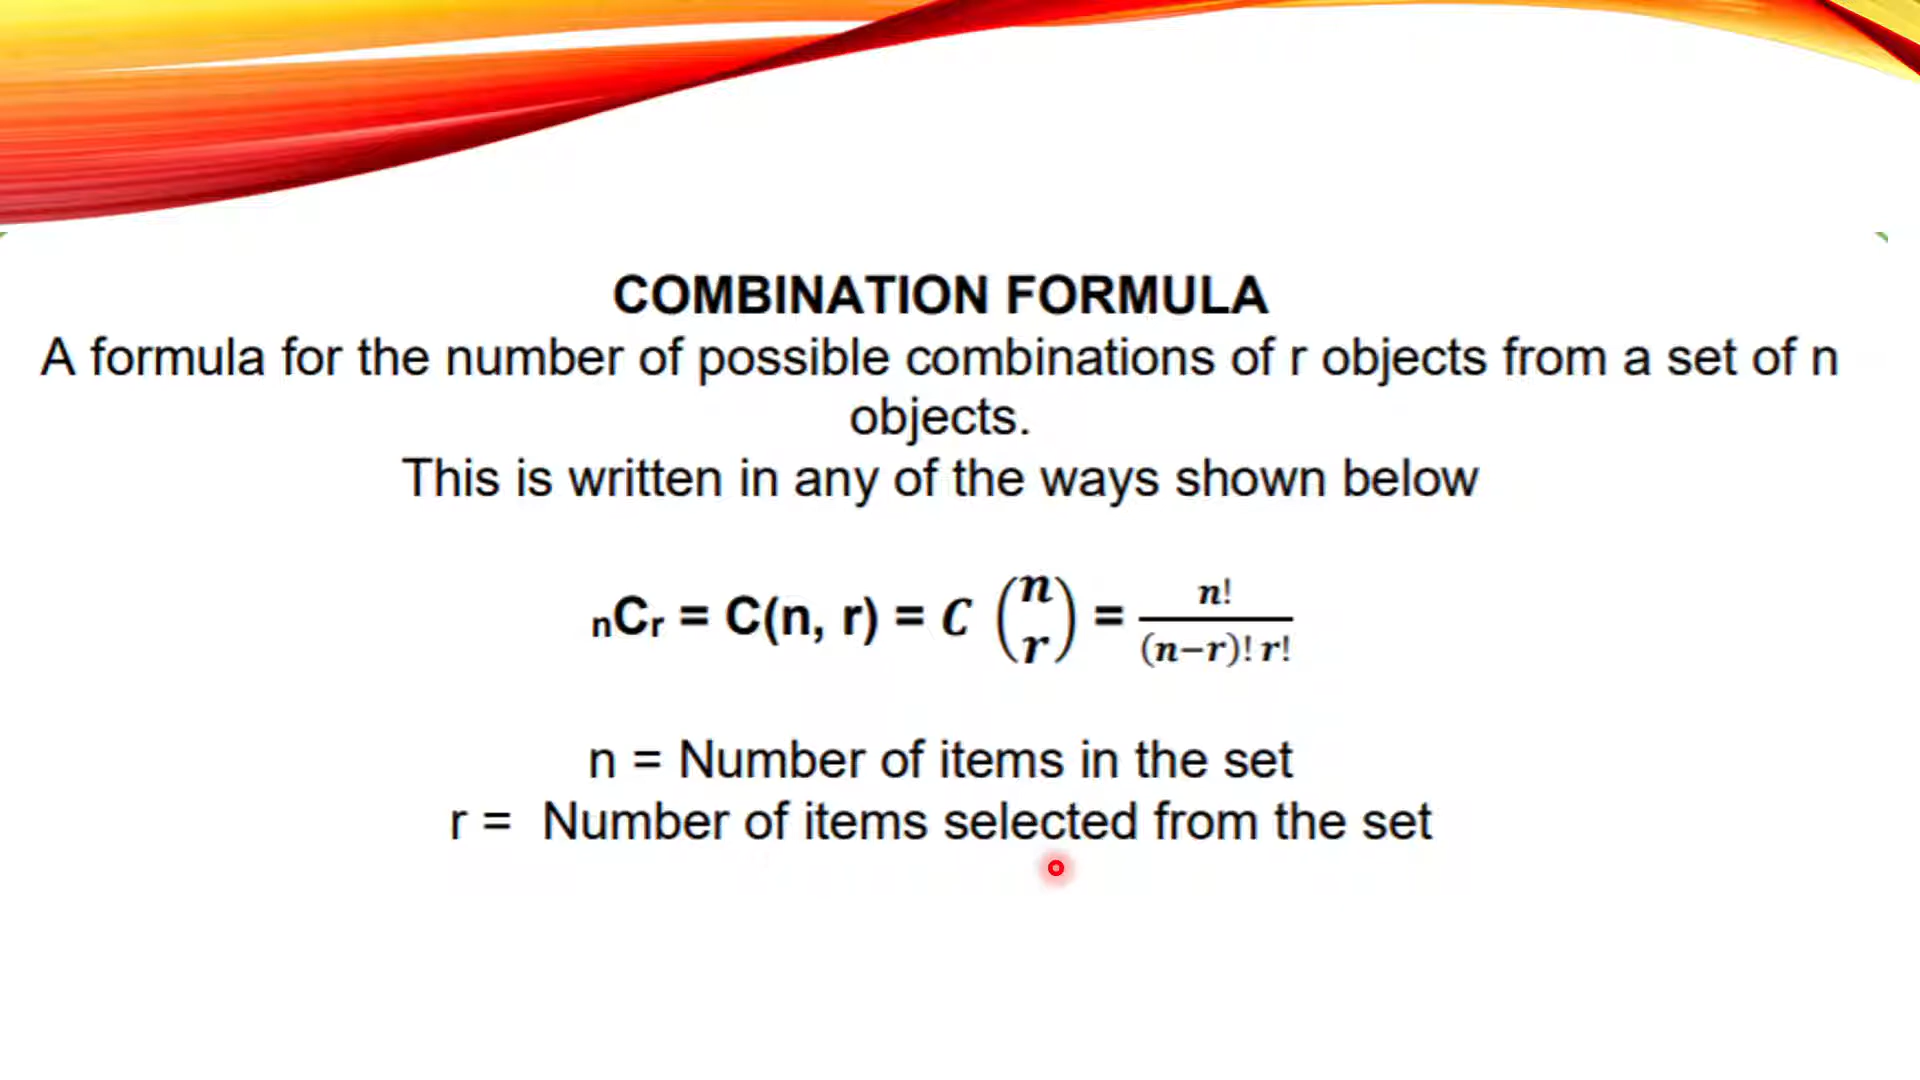 COMBINATION FORMULA
A formula for the number of possible combinations of r objects from a set of n
objects.
This is written in any of the ways shown below
ₙCᵣ = C(n, r) = C (n r) = n! / (n−r)! r!
n = Number of items in the set
r = Number of items selected from the set